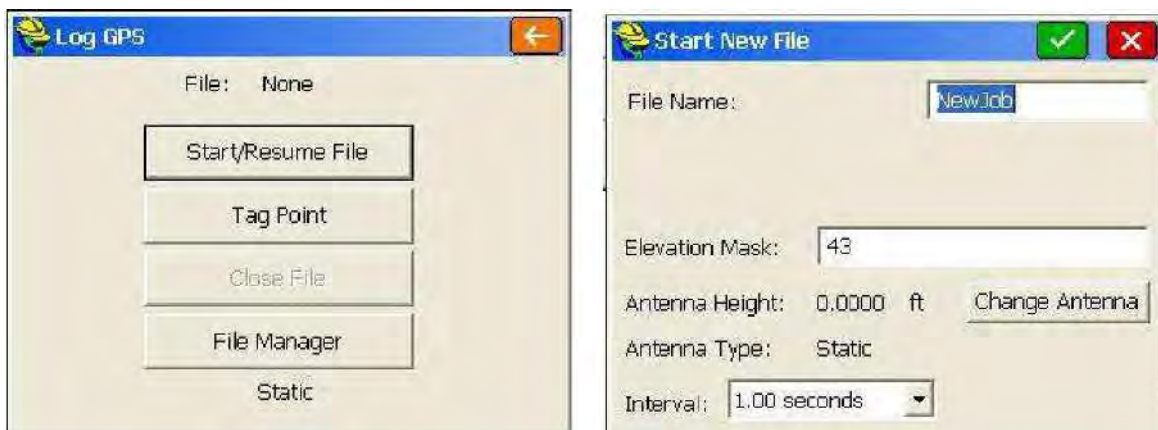 Log GPS
File: None
Start/Resume File
Tag Point
Close File
File Manager
Static
Start New File
File Name: NewJob
Elevation Mask: 43
Antenna Height: 0.0000 ft Change Antenna
Antenna Type: Static
Interval: 1.00 seconds